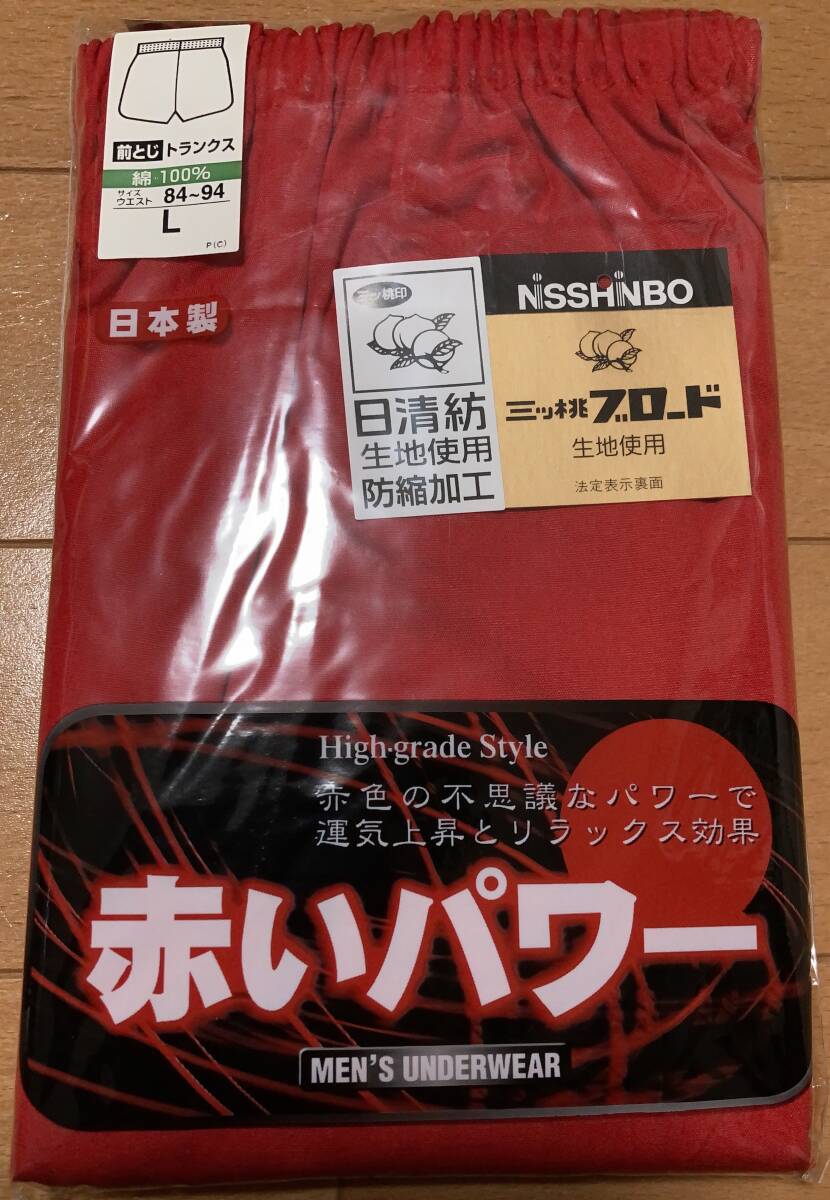 前とじ トランクス
綿・100%
サイズ
ウエスト 84~94
L
P(C)
日本製
三ッ桃印
日清紡
生地使用
防縮加工
NISSHINBO
三ッ桃ブロード
生地使用
法定表示裏面
High-grade Style
赤色の不思議なパワーで
運気上昇とリラックス効果
赤いパワー
MEN'S UNDERWEAR